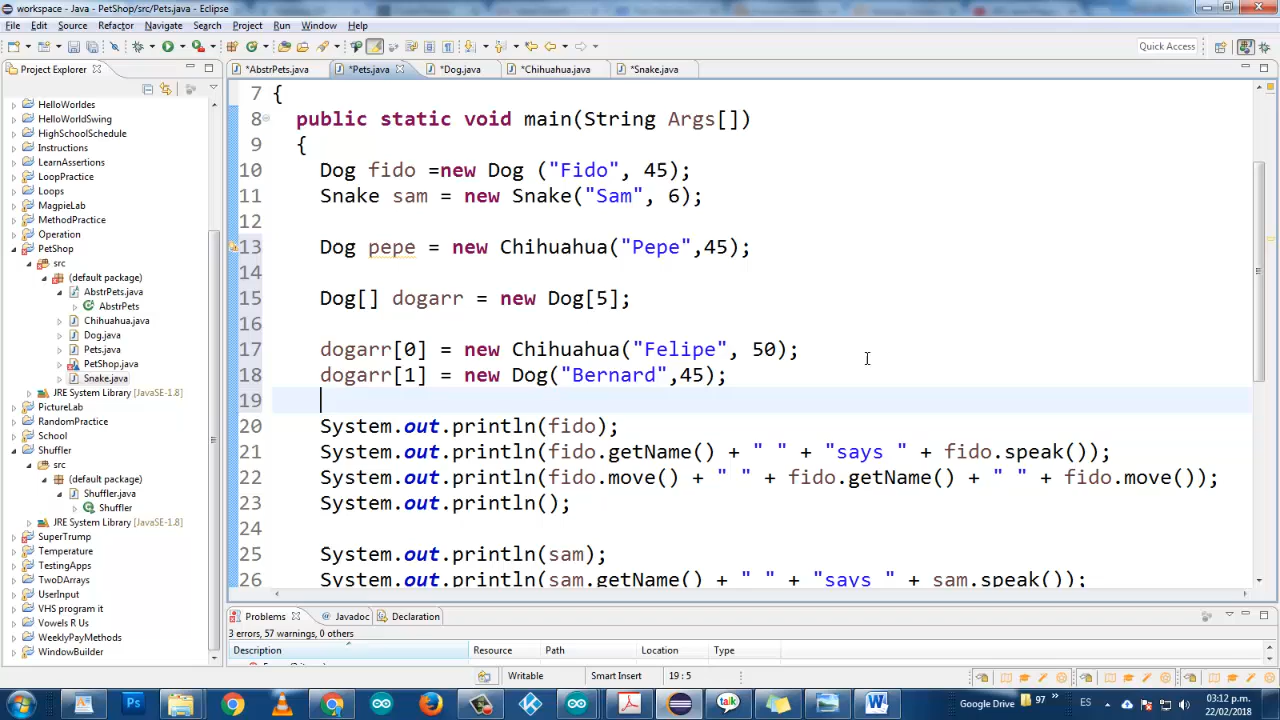 workspace - Java - PetShop/src/Pets.java - Eclipse
File Edit Source Refactor Navigate Search Project Run Window Help
Quick Access
Project Explorer
*AbstrPets.java *Pets.java *Dog.java *Chihuahua.java *Snake.java
HelloWorldes
HelloWorldSwing
HighSchoolSchedule
Instructions
LearnAssertions
LoopPractice
Loops
MagpieLab
MethodPractice
Operation
PetShop
src
(default package)
AbstrPets.java
AbstrPets
Chihuahua.java
Dog.java
Pets.java
PetShop.java
Snake.java
JRE System Library [JavaSE-1.8]
PictureLab
RandomPractice
School
Shuffler
src
(default package)
Shuffler.java
Shuffler
JRE System Library [JavaSE-1.8]
SuperTrump
Temperature
TestingApps
TwoDArrays
UserInput
VHS program it
Vowels R Us
WeeklyPayMethods
WindowBuilder
7 {
8 public static void main(String Args[])
9 {
10 Dog fido =new Dog ("Fido", 45);
11 Snake sam = new Snake("Sam", 6);
12
13 Dog pepe = new Chihuahua("Pepe",45);
14
15 Dog[] dogarr = new Dog[5];
16
17 dogarr[0] = new Chihuahua("Felipe", 50);
18 dogarr[1] = new Dog("Bernard",45);
19
20 System.out.println(fido);
21 System.out.println(fido.getName() + " " + "says " + fido.speak());
22 System.out.println(fido.move() + " " + fido.getName() + " " + fido.move());
23 System.out.println();
24
25 System.out.println(sam);
26 System.out.println(sam.getName() + " " + "says " + sam.speak());
Problems @ Javadoc Declaration
3 errors, 57 warnings, 0 others
Description Resource Path Location Type
Writable Smart Insert 19 : 5
Ps talk W Google Drive 97 ES 03:12 p.m.
22/02/2018